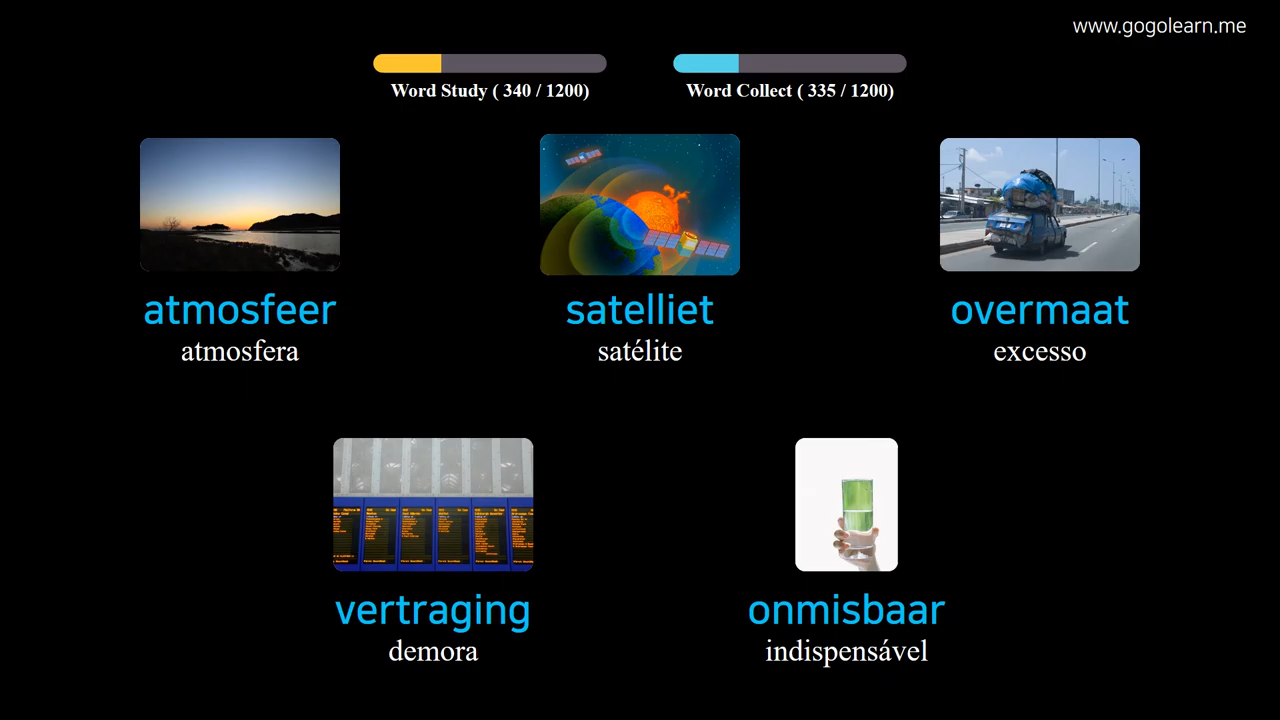 www.gogolearn.me
Word Study ( 340 / 1200)
Word Collect ( 335 / 1200)
atmosfeer
atmosfera
satelliet
satélite
overmaat
excesso
vertraging
demora
onmisbaar
indispensável